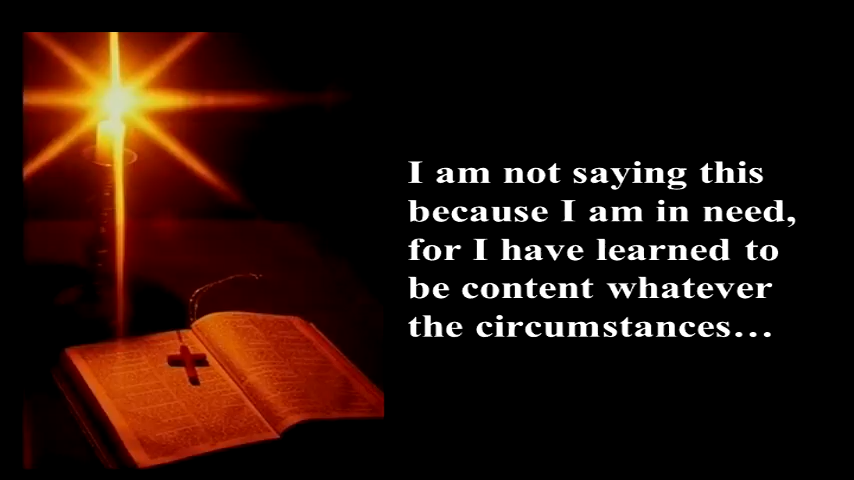 I am not saying this
because I am in need,
for I have learned to
be content whatever
the circumstances…